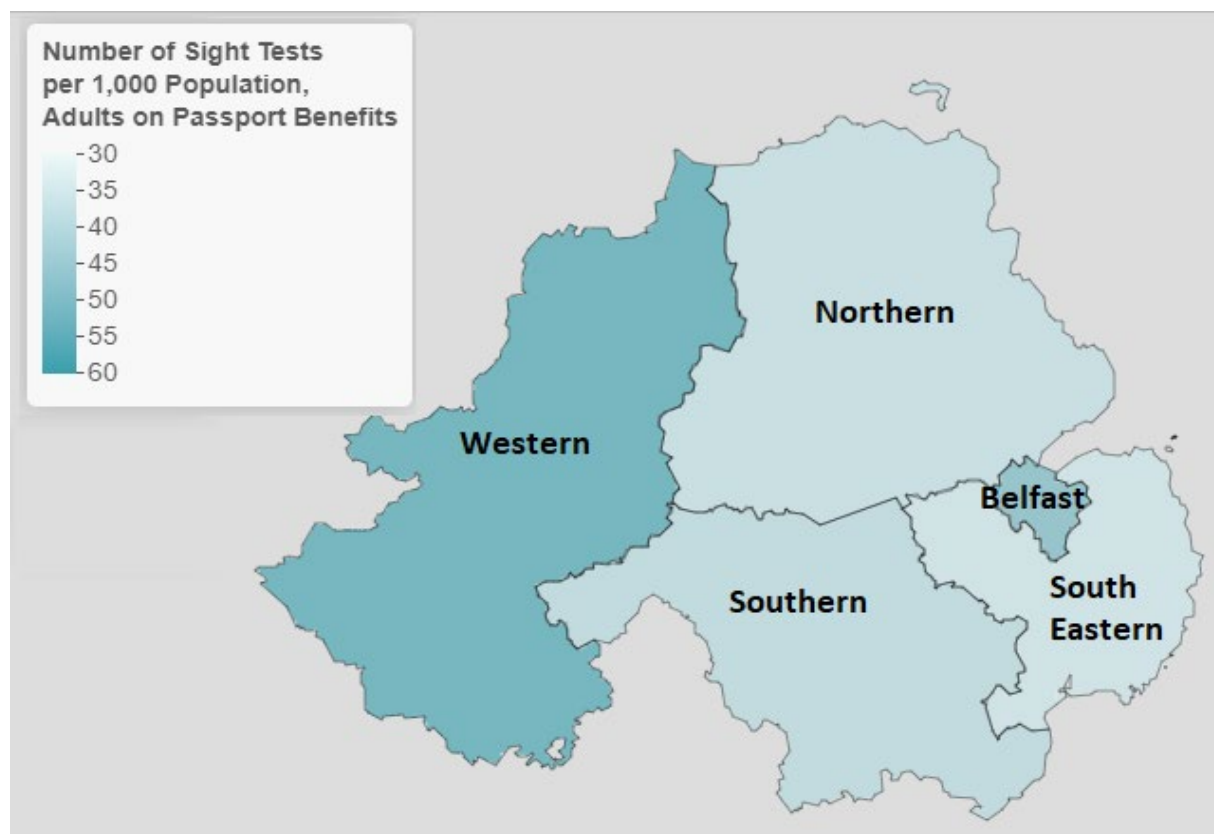 Number of Sight Tests
per 1,000 Population,
Adults on Passport Benefits
30
35
40
45
50
55
60
Northern
Western
Belfast
Southern
South
Eastern